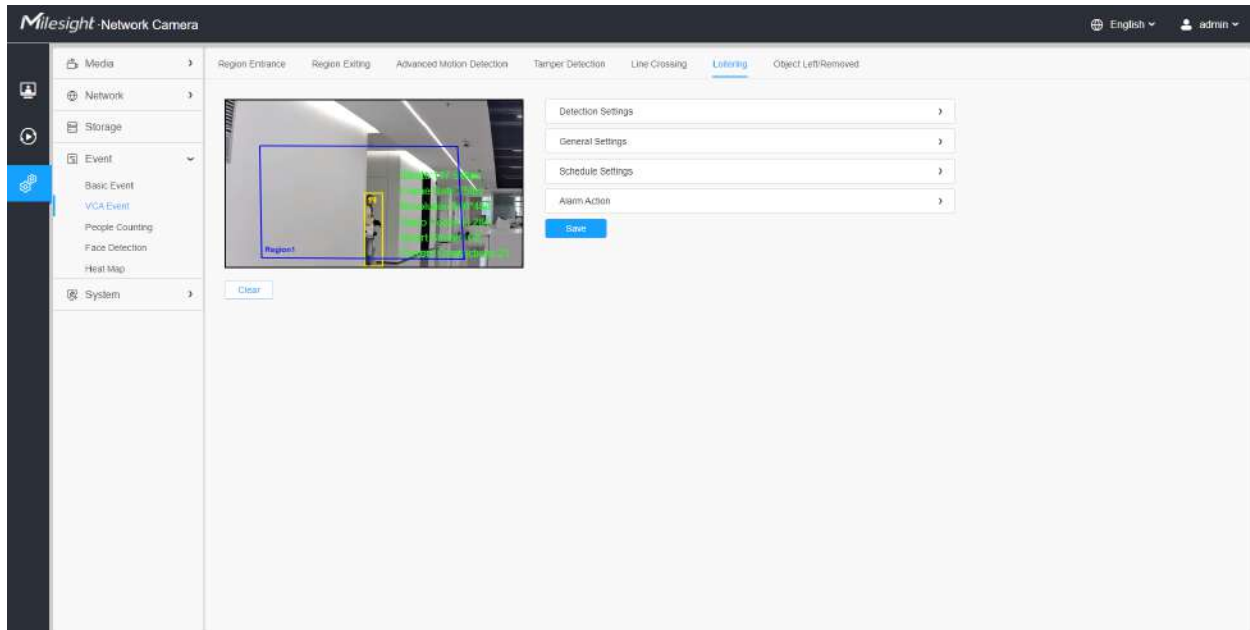 Milesight -Network Camera
English
admin
Media
Network
Storage
Event
Basic Event
VCA Event
People Counting
Face Detection
Heat Map
System
Region Entrance Region Exiting Advanced Motion Detection Tamper Detection Line Crossing Loitering Object Left/Removed
Region1
Clear
Detection Settings
General Settings
Schedule Settings
Alarm Action
Save